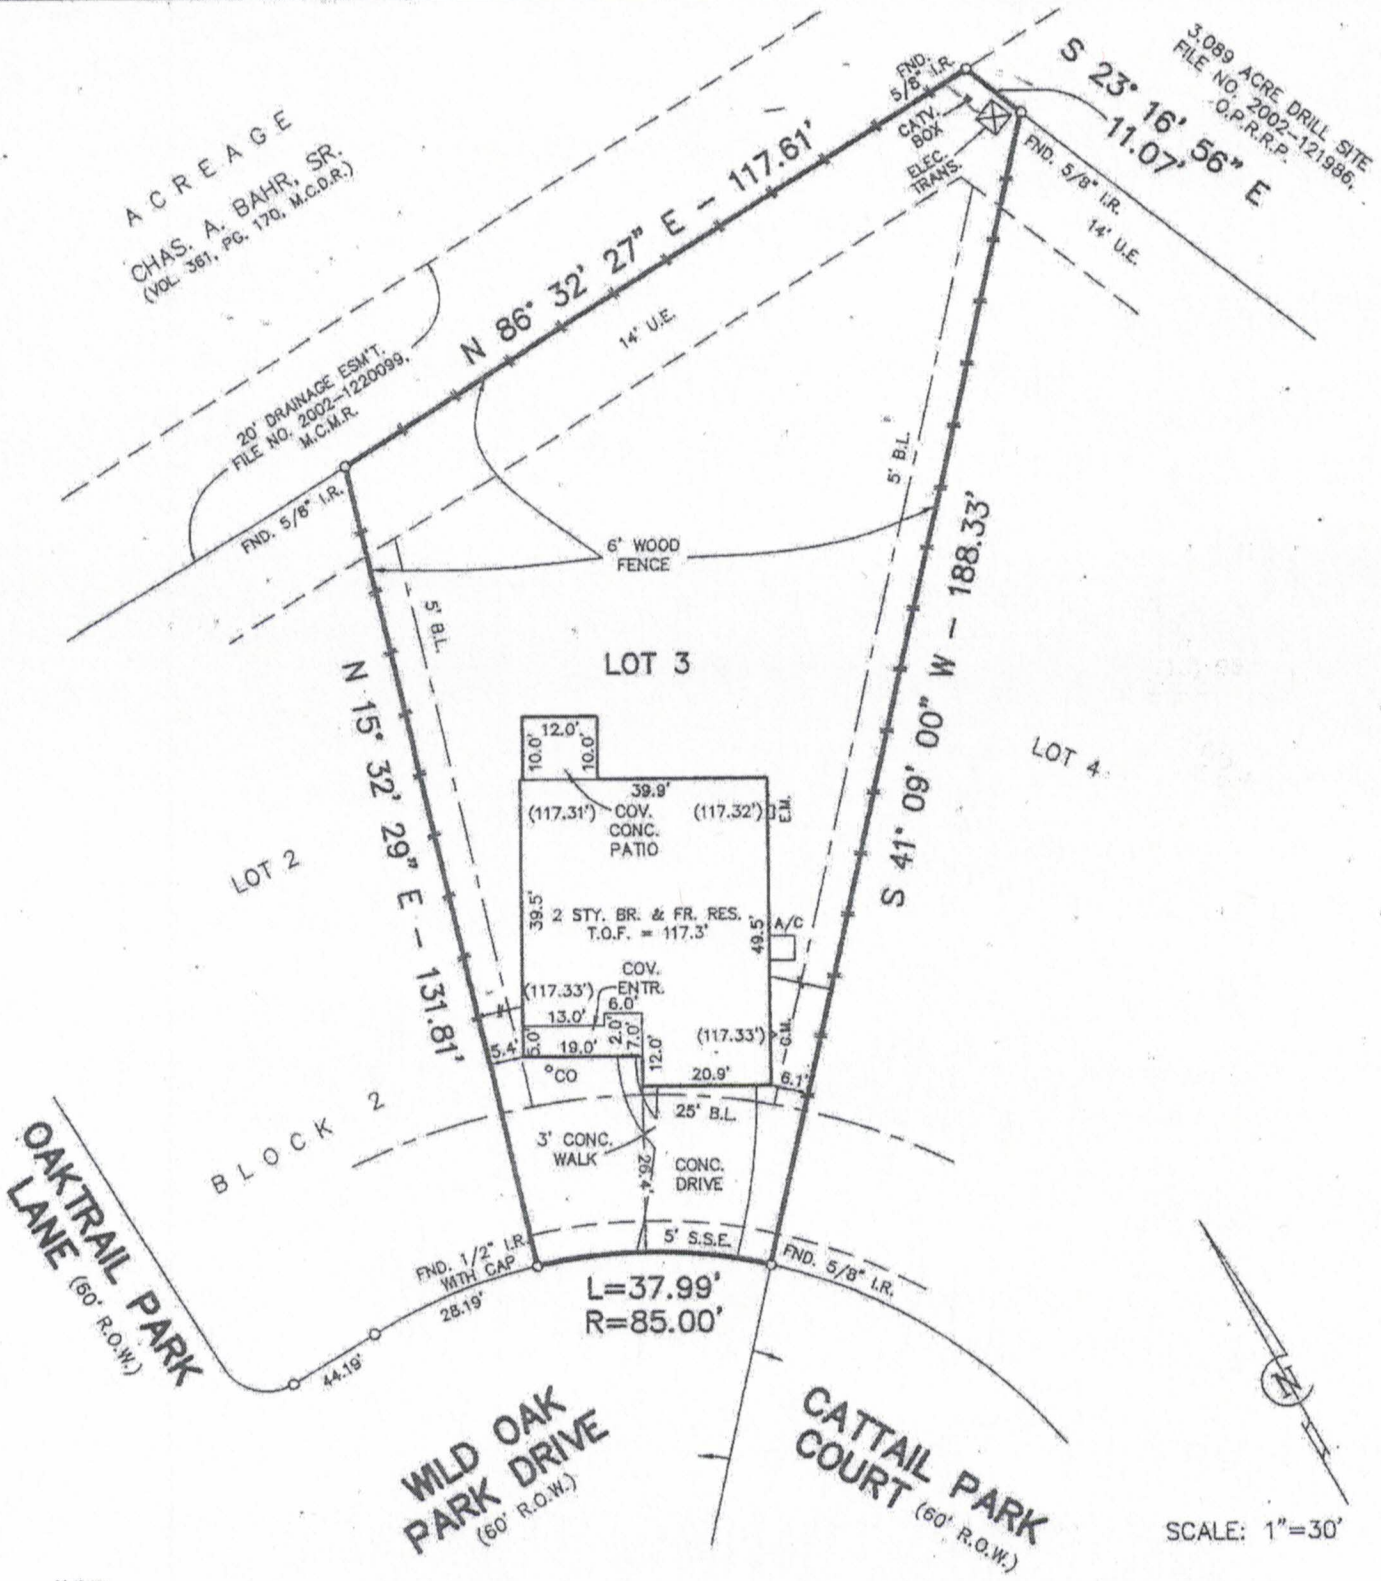 S 23° 16' 56" E
11.07'
3.089 ACRE DRILL SITE
FILE NO. 2002-121986,
O.P.R.R.P.
FND.
5/8" I.R.
CATV.
BOX
ELEC.
TRANS.
FND. 5/8" I.R.
14' U.E.
ACREAGE
CHAS. A. BAHR, SR.
(VOL. 361, PG. 170, M.C.D.R.)
N 86° 32' 27" E - 117.61'
14' U.E.
20' DRAINAGE ESM'T.
FILE NO. 2002-1220099,
M.C.M.R.
FND. 5/8" I.R.
5' B.L.
6' WOOD
FENCE
5' B.L.
S 41° 09' 00" W - 188.33'
N 15° 32' 29" E - 131.81'
LOT 3
LOT 4
LOT 2
12.0'
10.0'
10.0'
39.9'
(117.31')
COV.
CONC.
PATIO
(117.32')
E.M.
39.5'
2 STY. BR. & FR. RES.
T.O.F. = 117.3'
49.5'
A/C
COV.
ENTR.
(117.33')
6.0'
13.0'
2.0'
7.0'
5.0'
19.0'
12.0'
(117.33')
G.M.
5.4'
20.9'
6.1'
°CO
25' B.L.
3' CONC.
WALK
26.4'
CONC.
DRIVE
5' S.S.E.
BLOCK 2
OAKTRAIL PARK
LANE (60' R.O.W.)
FND. 1/2" I.R.
WITH CAP
28.19'
44.19'
L=37.99'
R=85.00'
FND. 5/8" I.R.
WILD OAK
PARK DRIVE
(60' R.O.W.)
CATTAIL PARK
COURT (60' R.O.W.)
N
SCALE: 1"=30'